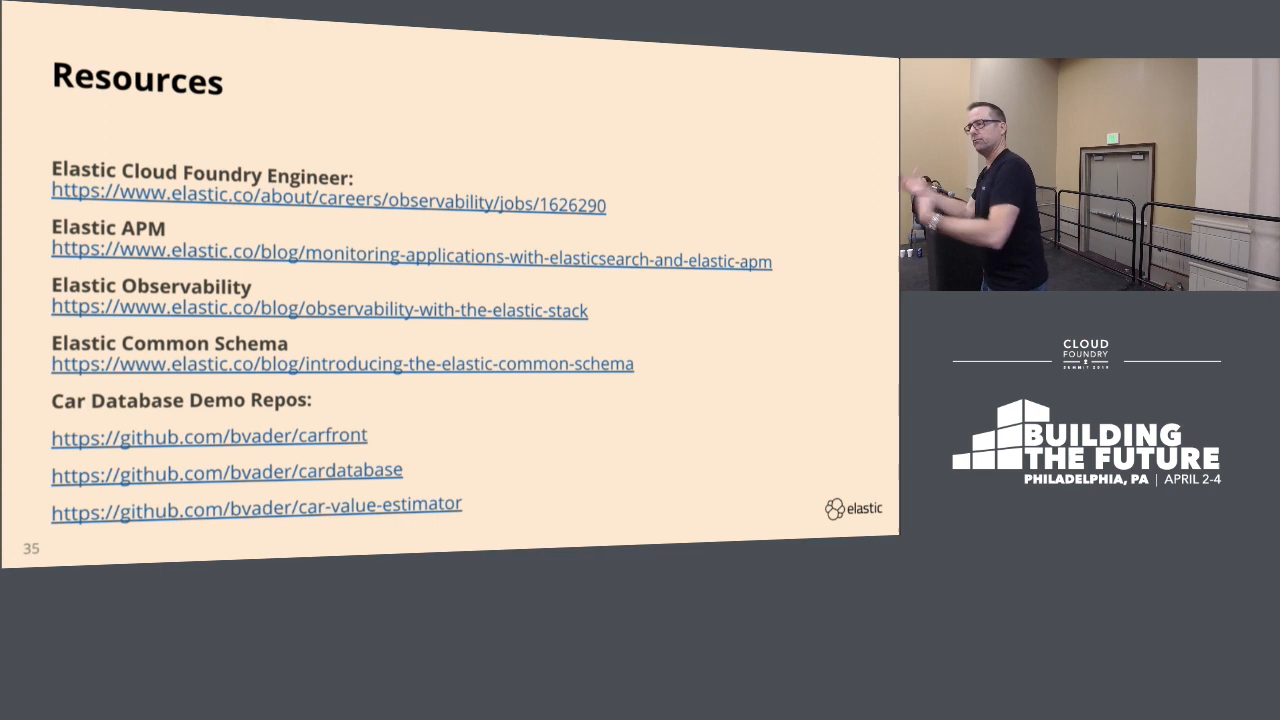 Resources
Elastic Cloud Foundry Engineer:
https://www.elastic.co/about/careers/observability/jobs/1626290
Elastic APM
https://www.elastic.co/blog/monitoring-applications-with-elasticsearch-and-elastic-apm
Elastic Observability
https://www.elastic.co/blog/observability-with-the-elastic-stack
Elastic Common Schema
https://www.elastic.co/blog/introducing-the-elastic-common-schema
Car Database Demo Repos:
https://github.com/bvader/carfront
https://github.com/bvader/cardatabase
https://github.com/bvader/car-value-estimator
elastic
35
CLOUD
FOUNDRY
SUMMIT 2019
BUILDING
THE FUTURE
PHILADELPHIA, PA | APRIL 2-4